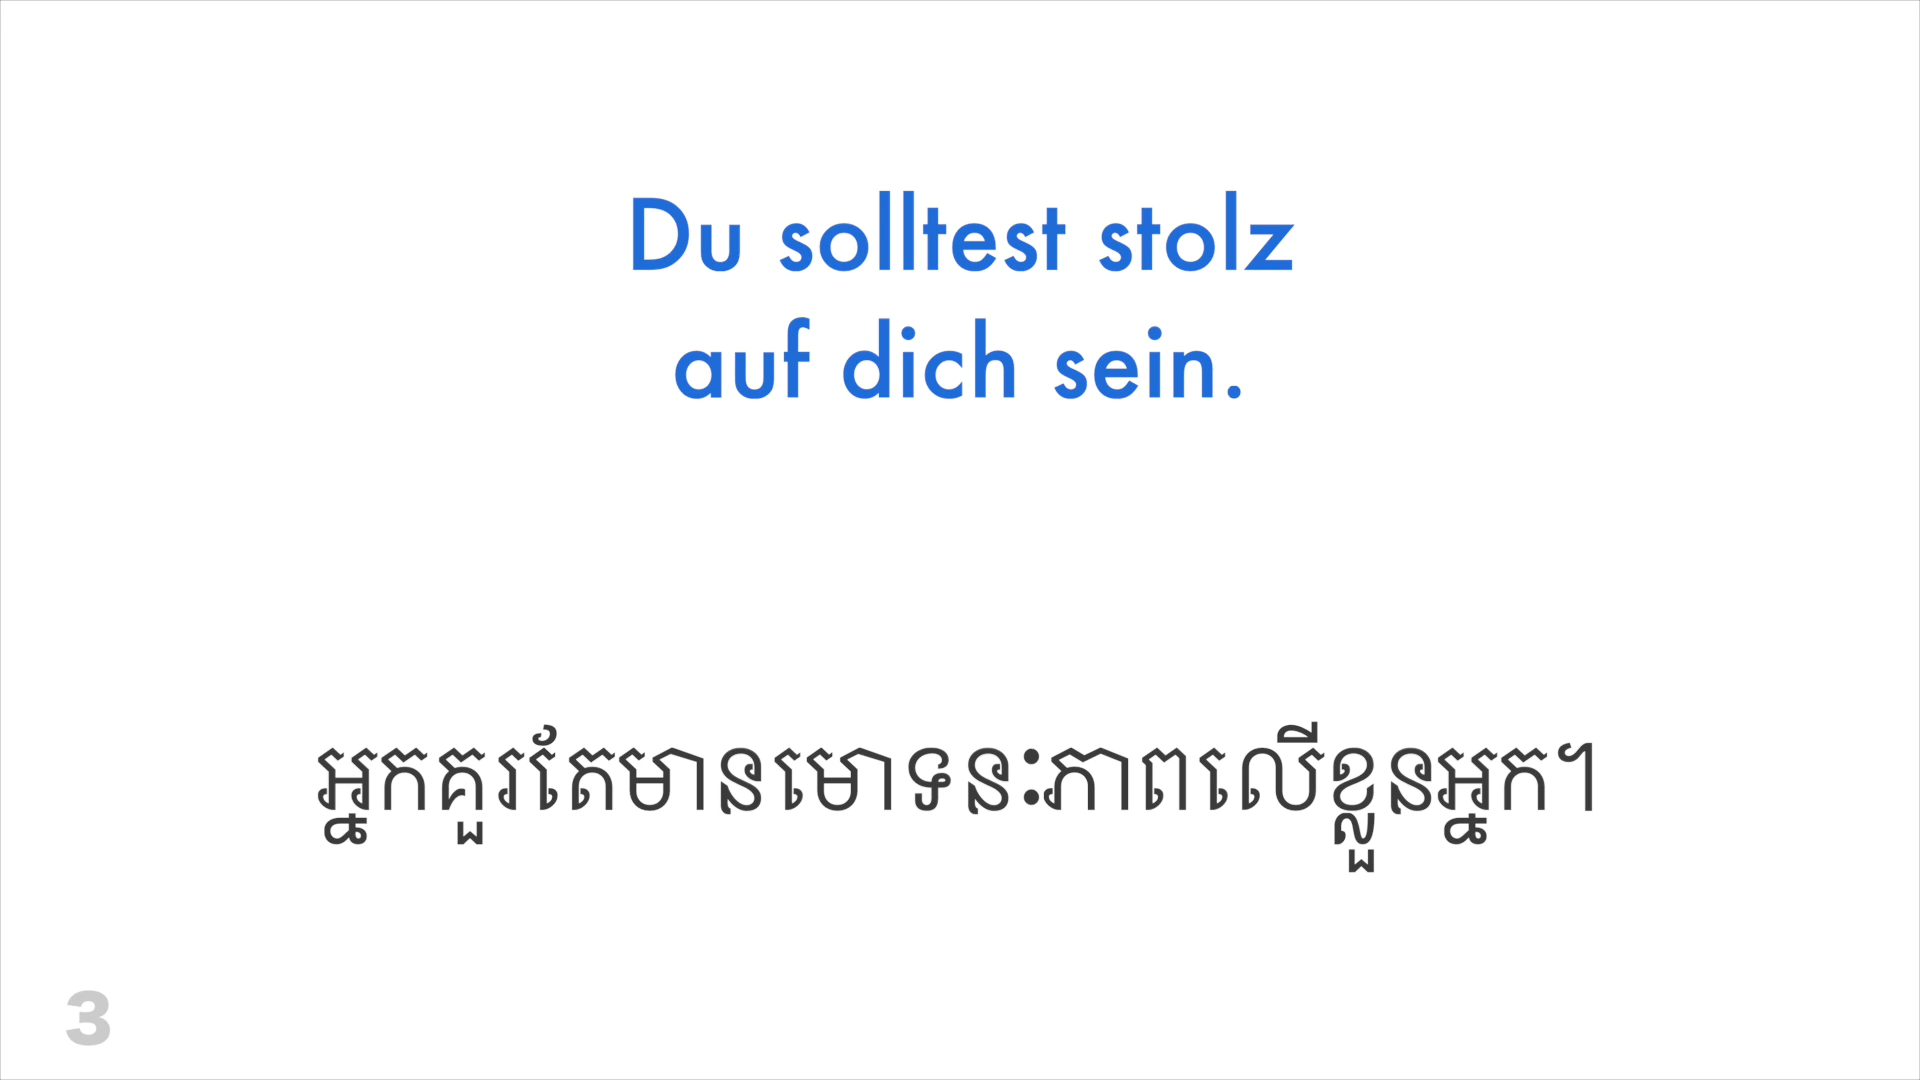 Du solltest stolz
auf dich sein.
អ្នកគួរតែមានមោទនះភាពលើខ្លួនអ្នក។
3